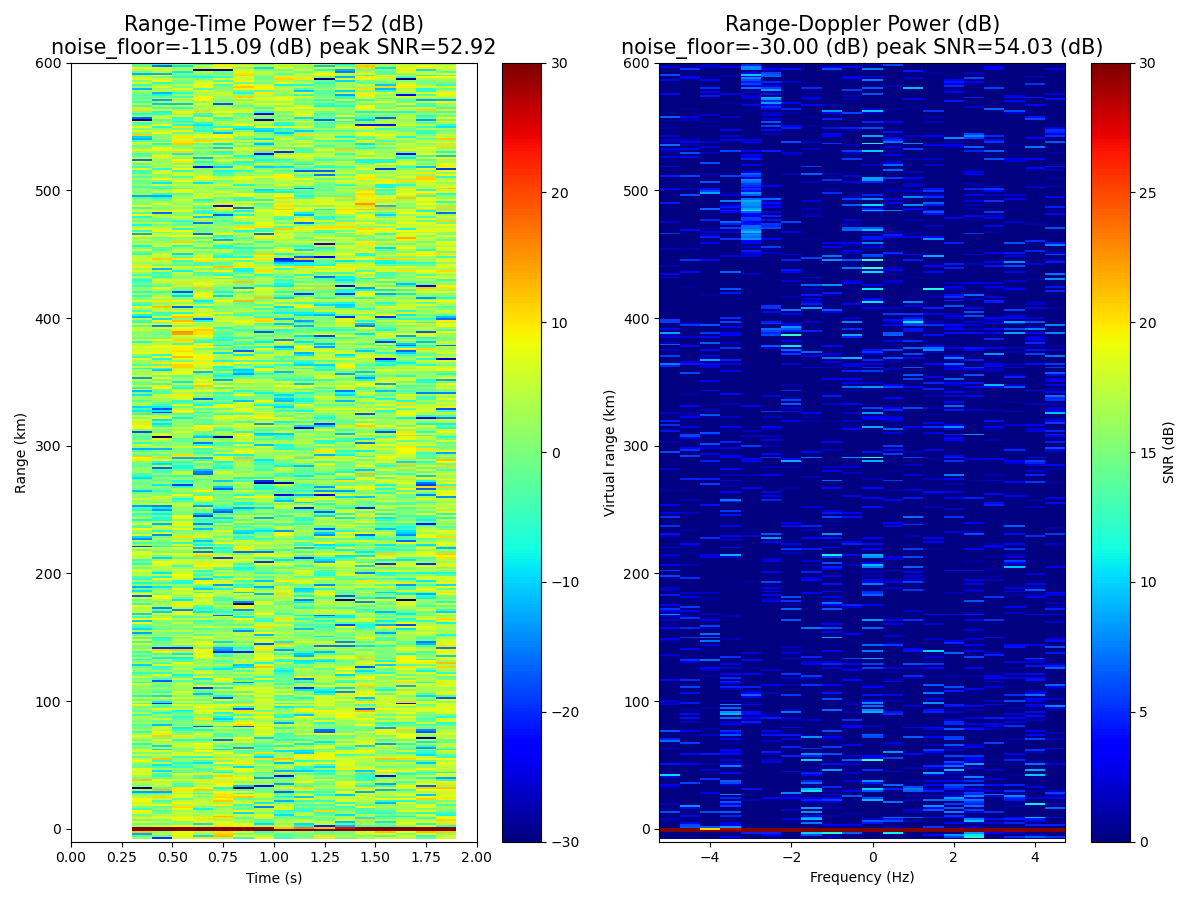 Range-Time Power f=52 (dB)
noise_floor=-115.09 (dB) peak SNR=52.92
Range (km)
600
500
400
300
200
100
0
0.00 0.25 0.50 0.75 1.00 1.25 1.50 1.75 2.00
Time (s)
30
20
10
0
−10
−20
−30
Range-Doppler Power (dB)
noise_floor=-30.00 (dB) peak SNR=54.03 (dB)
Virtual range (km)
600
500
400
300
200
100
0
−4 −2 0 2 4
Frequency (Hz)
30
25
20
15
10
5
0
SNR (dB)